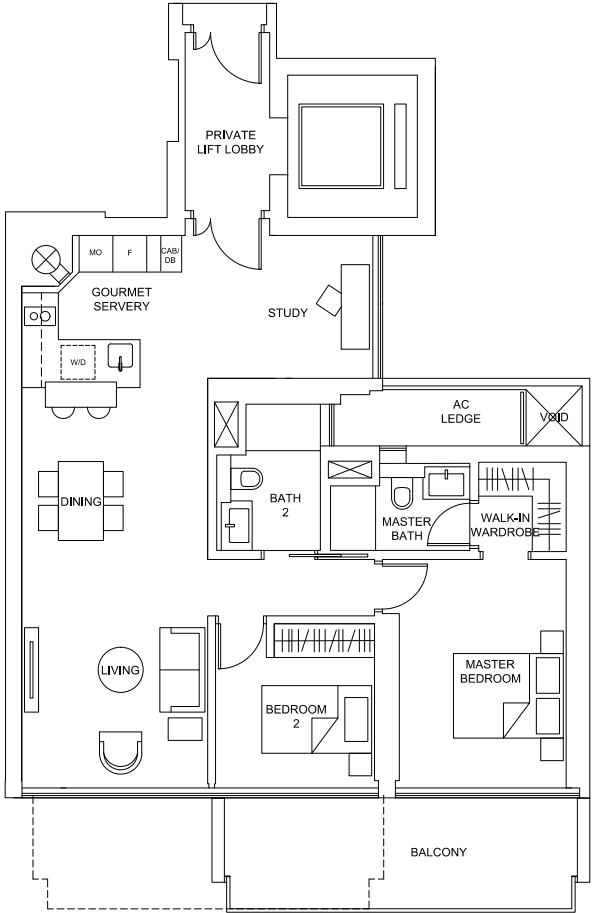 PRIVATE
LIFT LOBBY
MO
F
CAB/
DB
GOURMET
SERVERY
STUDY
W/D
AC
LEDGE
VOID
DINING
BATH
2
MASTER
BATH
WALK-IN
WARDROBE
LIVING
MASTER
BEDROOM
BEDROOM
2
BALCONY